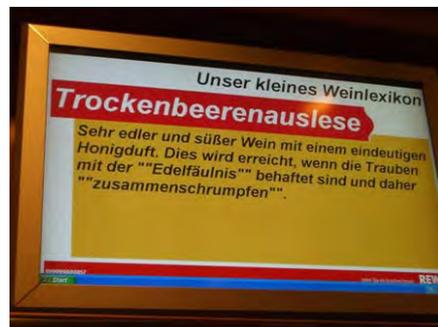 Unser kleines Weinlexikon
Trockenbeerenauslese
Sehr edler und süßer Wein mit einem eindeutigen
Honigduft. Dies wird erreicht, wenn die Trauben
mit der ""Edelfäulnis"" behaftet sind und daher
""zusammenschrumpfen"".
Start
REW